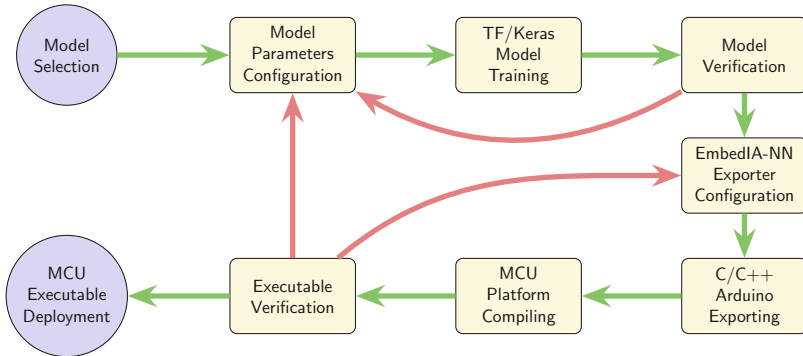 Model
Selection
Model
Parameters
Configuration
TF/Keras
Model
Training
Model
Verification
EmbedIA-NN
Exporter
Configuration
MCU
Executable
Deployment
Executable
Verification
MCU
Platform
Compiling
C/C++
Arduino
Exporting